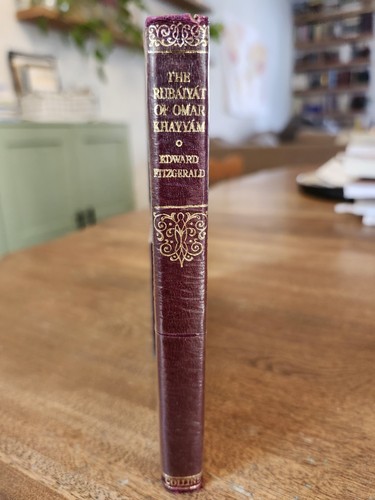 THE
RUBÁIYÁT
OF OMAR
KHAYYÁM
EDWARD
FITZGERALD
COLLINS